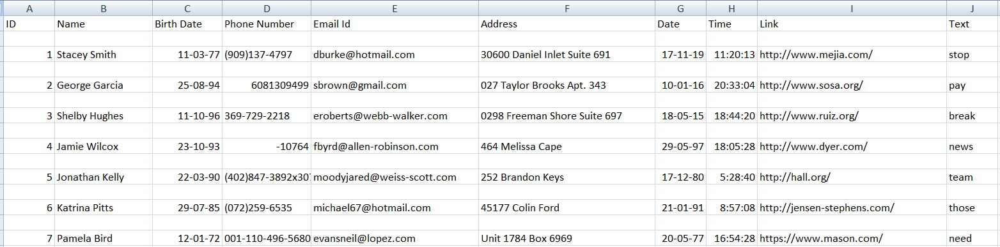 A B C D E F G H I J
ID Name Birth Date Phone Number Email Id Address Date Time Link Text
1 Stacey Smith 11-03-77 (909)137-4797 dburke@hotmail.com 30600 Daniel Inlet Suite 691 17-11-19 11:20:13 http://www.mejia.com/ stop
2 George Garcia 25-08-94 6081309499 sbrown@gmail.com 027 Taylor Brooks Apt. 343 10-01-16 20:33:04 http://www.sosa.org/ pay
3 Shelby Hughes 11-10-96 369-729-2218 eroberts@webb-walker.com 0298 Freeman Shore Suite 697 18-05-15 18:44:20 http://www.ruiz.org/ break
4 Jamie Wilcox 23-10-93 -10764 fbyrd@allen-robinson.com 464 Melissa Cape 29-05-97 18:05:28 http://www.dyer.com/ news
5 Jonathan Kelly 22-03-90 (402)847-3892x307 moodyjared@weiss-scott.com 252 Brandon Keys 17-12-80 5:28:40 http://hall.org/ team
6 Katrina Pitts 29-07-85 (072)259-6535 michael67@hotmail.com 45177 Colin Ford 21-01-91 8:57:08 http://jensen-stephens.com/ those
7 Pamela Bird 12-01-72 001-110-496-5680 evansneil@lopez.com Unit 1784 Box 6969 20-05-77 16:54:28 https://www.mason.com/ need